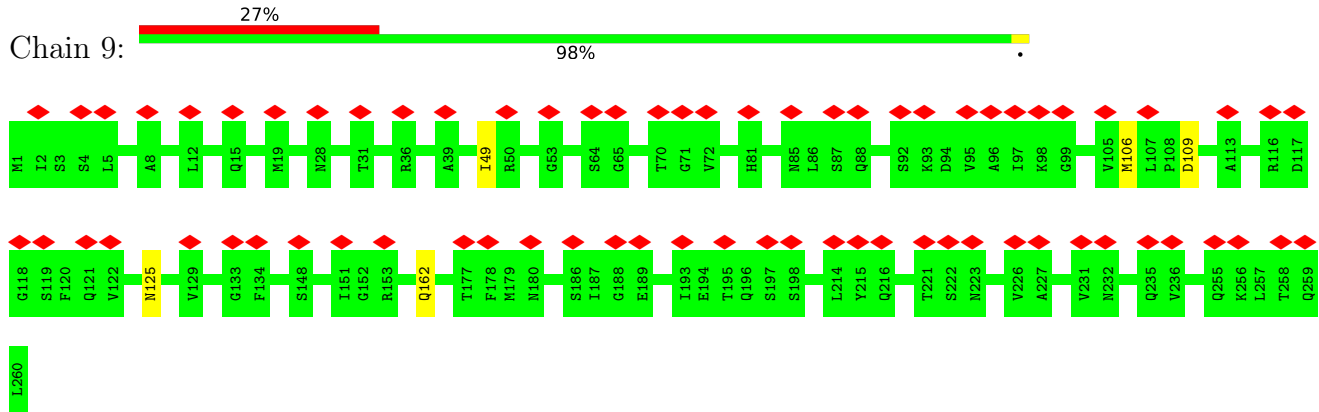 27%
Chain 9:
98%
.
M1 I2 S3 S4 L5 A8 L12 Q15 M19 N28 T31 R36 A39 I49 R50 G53 S64 G65 T70 G71 V72 H81 N85 L86 S87 Q88 S92 K93 D94 V95 A96 I97 K98 G99 V105 M106 L107 P108 D109 A113 R116 D117
G118 S119 F120 Q121 V122 N125 V129 G133 F134 S148 I151 G152 R153 Q162 T177 F178 M179 N180 S186 I187 G188 E189 I193 E194 T195 Q196 S197 S198 L214 Y215 Q216 T221 S222 N223 V226 A227 V231 N232 Q235 V236 Q255 K256 L257 T258 Q259
L260